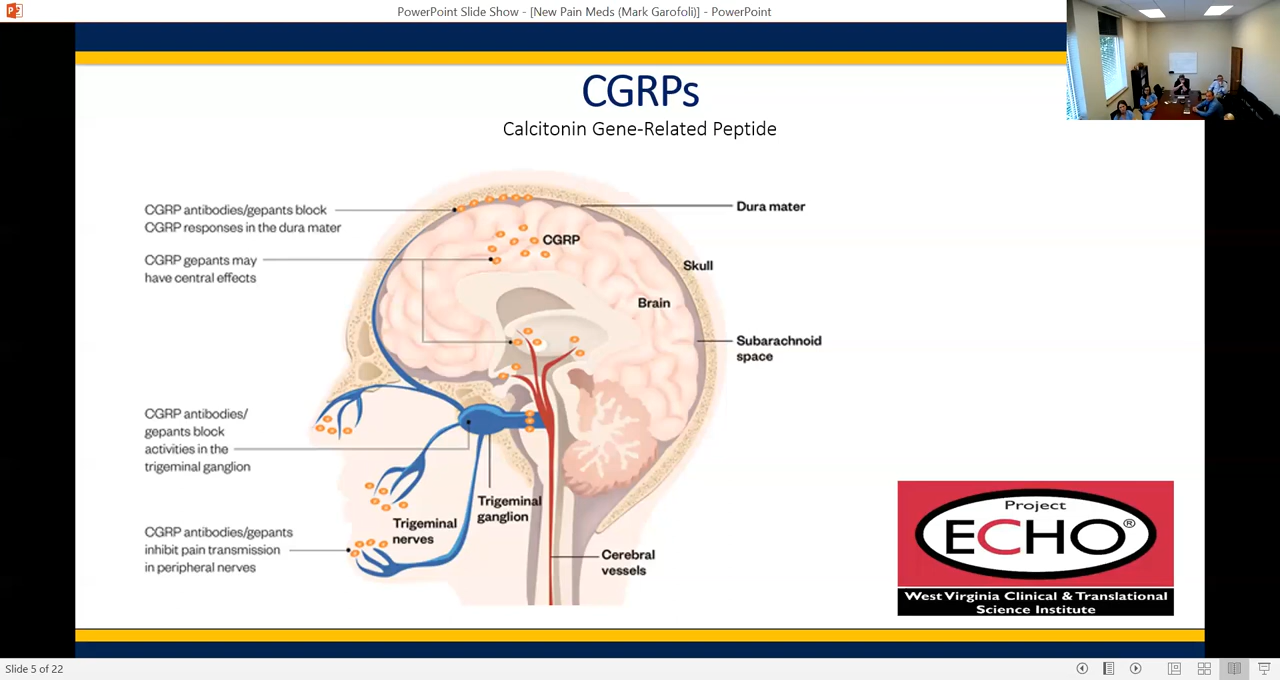 PowerPoint Slide Show - [New Pain Meds (Mark Garofoli)] - PowerPoint
CGRPs
Calcitonin Gene-Related Peptide
CGRP antibodies/gepants block
CGRP responses in the dura mater
CGRP gepants may
have central effects
CGRP antibodies/
gepants block
activities in the
trigeminal ganglion
CGRP antibodies/gepants
inhibit pain transmission
in peripheral nerves
CGRP
Dura mater
Skull
Brain
Subarachnoid
space
Trigeminal
ganglion
Trigeminal
nerves
Cerebral
vessels
Project
ECHO®
West Virginia Clinical & Translational
Science Institute
Slide 5 of 22